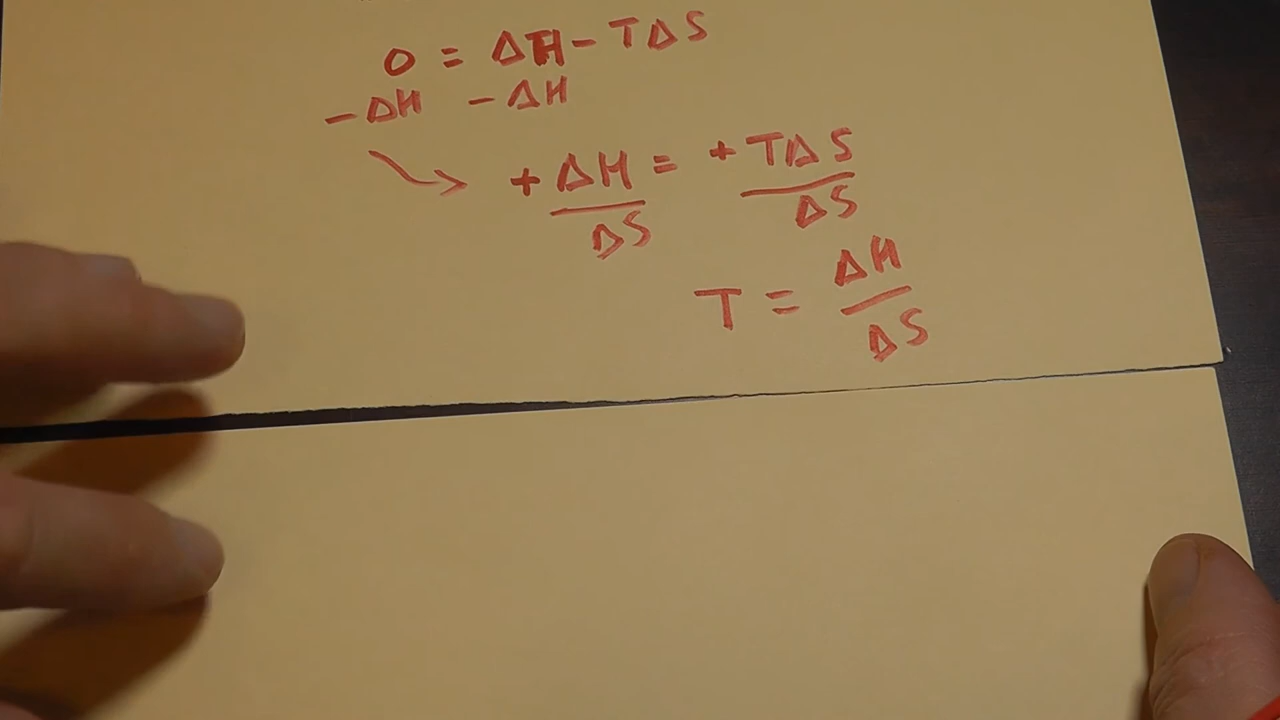 0 = ΔH - TΔS
-ΔH -ΔH
+ΔH = +TΔS
ΔS ΔS
T = ΔH
ΔS